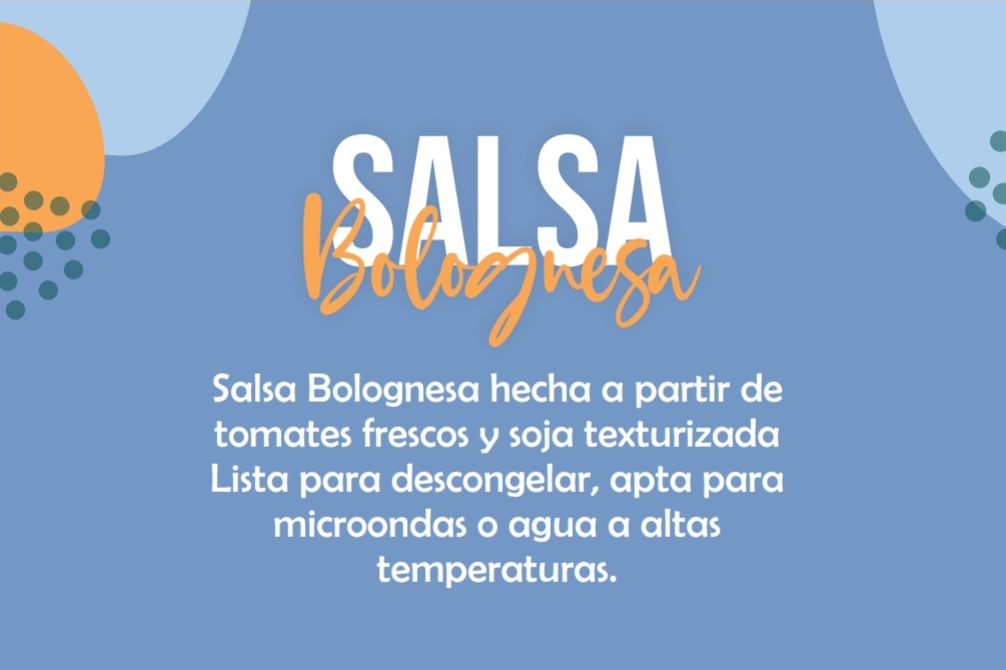 SALSA
Bolognesa
Salsa Bolognesa hecha a partir de
tomates frescos y soja texturizada
Lista para descongelar, apta para
microondas o agua a altas
temperaturas.